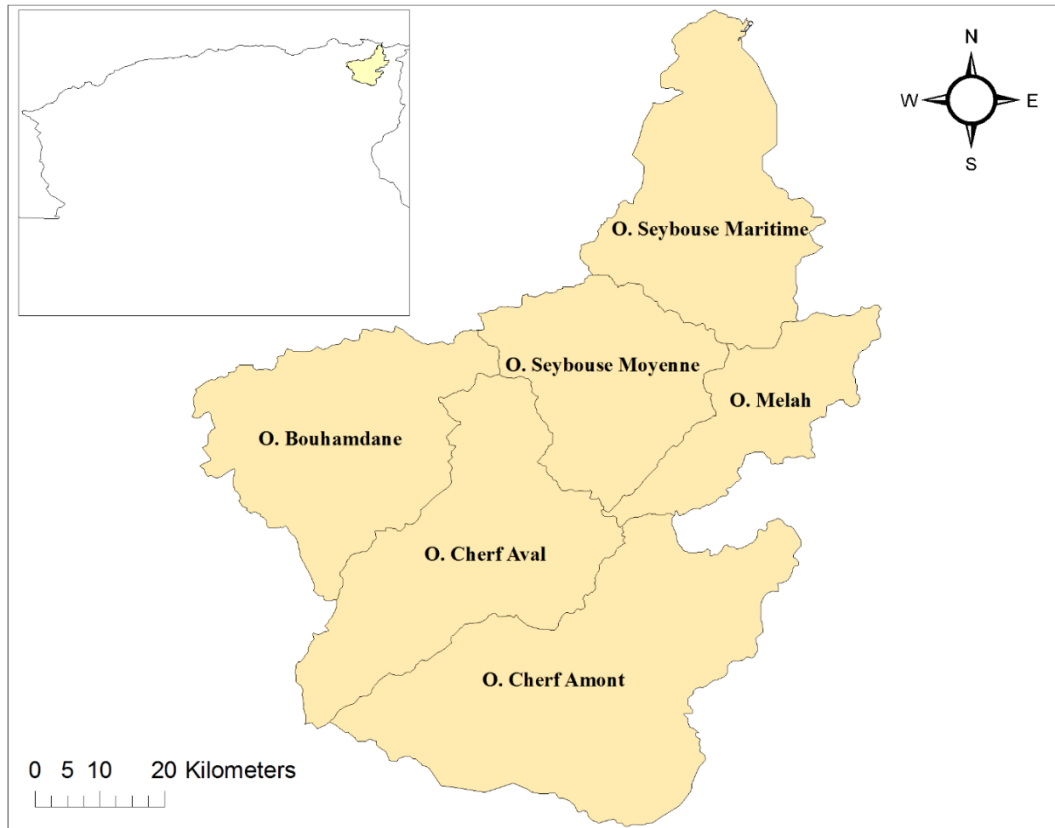 N
W E
S
O. Seybouse Maritime
O. Seybouse Moyenne
O. Melah
O. Bouhamdane
O. Cherf Aval
O. Cherf Amont
0 5 10 20 Kilometers